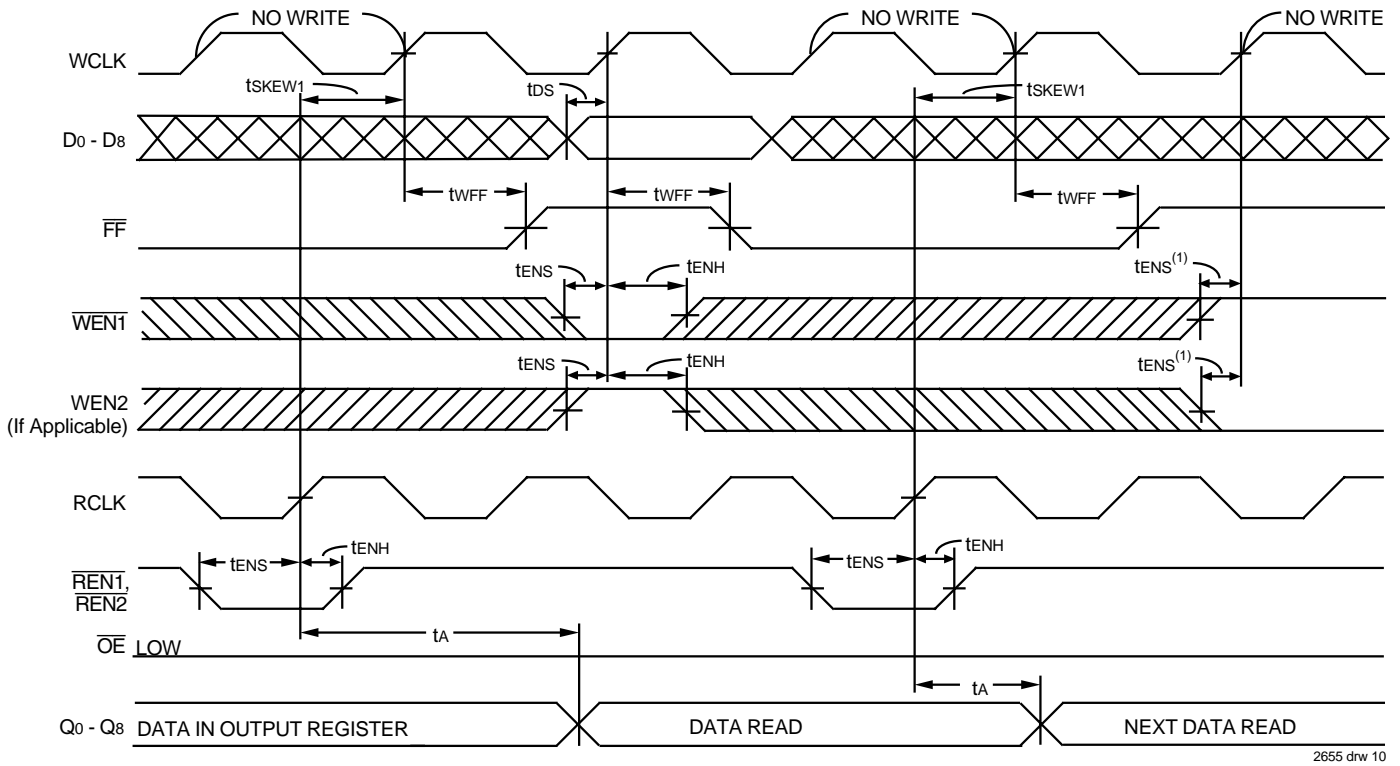 NO WRITE NO WRITE NO WRITE
WCLK
tSKEW1 tDS tSKEW1
D0 - D8
tWFF tWFF tWFF
FF
tENS tENH tENS(1)
WEN1
tENS tENH tENS(1)
WEN2
(If Applicable)
RCLK
tENS tENH tENS tENH
REN1,
REN2
tA
OE LOW
tA
Q0 - Q8 DATA IN OUTPUT REGISTER DATA READ NEXT DATA READ
2655 drw 10